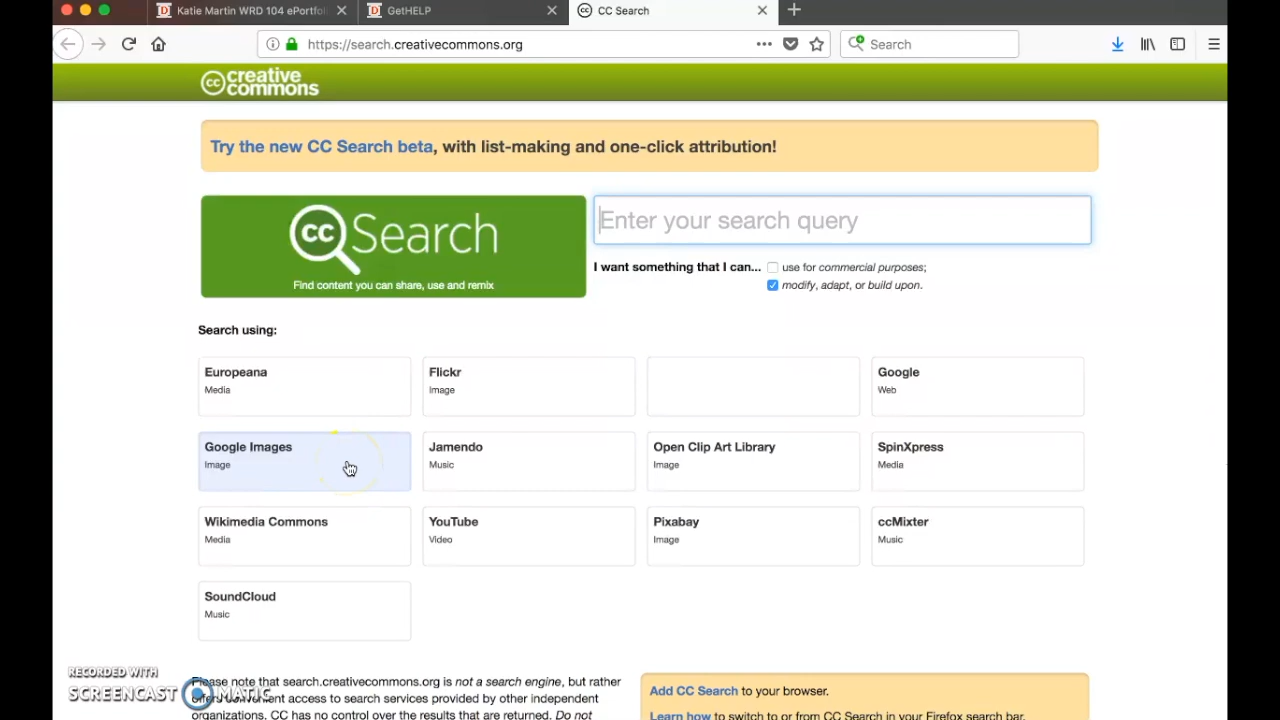 Katie Martin WRD 104 ePortfol
GetHELP
CC Search
https://search.creativecommons.org
Search
creative
commons
Try the new CC Search beta, with list-making and one-click attribution!
cc Search
Find content you can share, use and remix
Enter your search query
I want something that I can... use for commercial purposes;
modify, adapt, or build upon.
Search using:
Europeana
Media
Flickr
Image
Google
Web
Google Images
Image
Jamendo
Music
Open Clip Art Library
Image
SpinXpress
Media
Wikimedia Commons
Media
YouTube
Video
Pixabay
Image
ccMixter
Music
SoundCloud
Music
RECORDED WITH
SCREENCAST MATIC
Please note that search.creativecommons.org is not a search engine, but rather
offers convenient access to search services provided by other independent
organizations. CC has no control over the results that are returned. Do not
Add CC Search to your browser.
Learn how to switch to or from CC Search in your Firefox search bar.